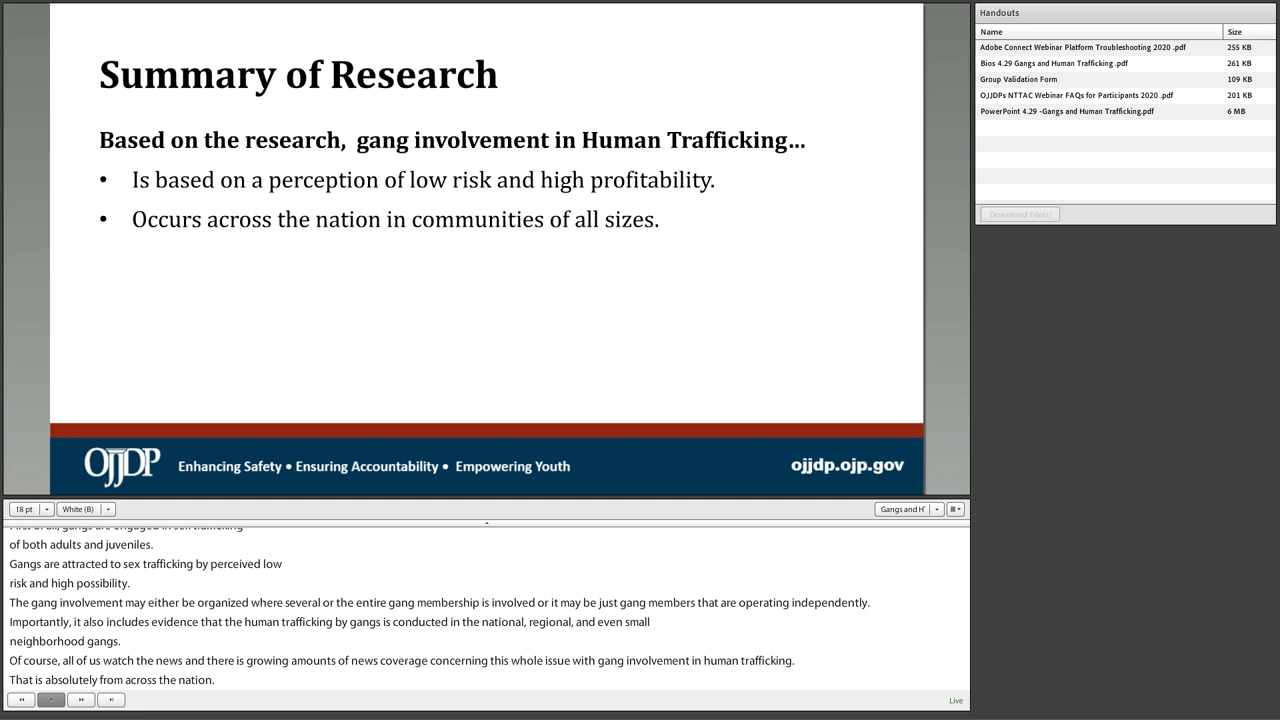 Summary of Research
Based on the research,  gang involvement in Human Trafficking...
• Is based on a perception of low risk and high profitability.
• Occurs across the nation in communities of all sizes.
OJJDP Enhancing Safety • Ensuring Accountability • Empowering Youth ojjdp.ojp.gov
18 pt White (B) Gangs and H'
First of all, gangs are engaged in sex trafficking
of both adults and juveniles.
Gangs are attracted to sex trafficking by perceived low
risk and high possibility.
The gang involvement may either be organized where several or the entire gang membership is involved or it may be just gang members that are operating independently.
Importantly, it also includes evidence that the human trafficking by gangs is conducted in the national, regional, and even small
neighborhood gangs.
Of course, all of us watch the news and there is growing amounts of news coverage concerning this whole issue with gang involvement in human trafficking.
That is absolutely from across the nation.
Live
Handouts
Name Size
Adobe Connect Webinar Platform Troubleshooting 2020 .pdf 255 KB
Bios 4.29 Gangs and Human Trafficking .pdf 261 KB
Group Validation Form 109 KB
OJJDPs NTTAC Webinar FAQs for Participants 2020 .pdf 201 KB
PowerPoint 4.29 -Gangs and Human Trafficking.pdf 6 MB
Download File(s)